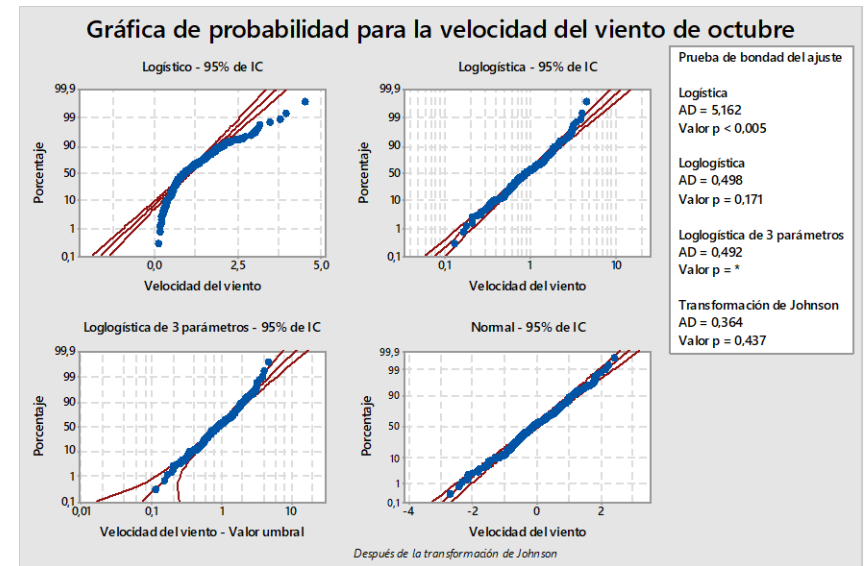 Gráfica de probabilidad para la velocidad del viento de octubre
Logístico - 95% de IC
Porcentaje
99,9
99
90
50
10
1
0,1
0,0 2,5 5,0
Velocidad del viento
Loglogística - 95% de IC
Porcentaje
99,9
99
90
50
10
1
0,1
0,1 1 10
Velocidad del viento
Loglogística de 3 parámetros - 95% de IC
Porcentaje
99,9
99
90
50
10
1
0,1
0,01 0,1 1 10
Velocidad del viento - Valor umbral
Normal - 95% de IC
Porcentaje
99,9
99
90
50
10
1
0,1
-4 -2 0 2
Velocidad del viento
Después de la transformación de Johnson
Prueba de bondad del ajuste
Logística
AD = 5,162
Valor p < 0,005
Loglogística
AD = 0,498
Valor p = 0,171
Loglogística de 3 parámetros
AD = 0,492
Valor p = *
Transformación de Johnson
AD = 0,364
Valor p = 0,437